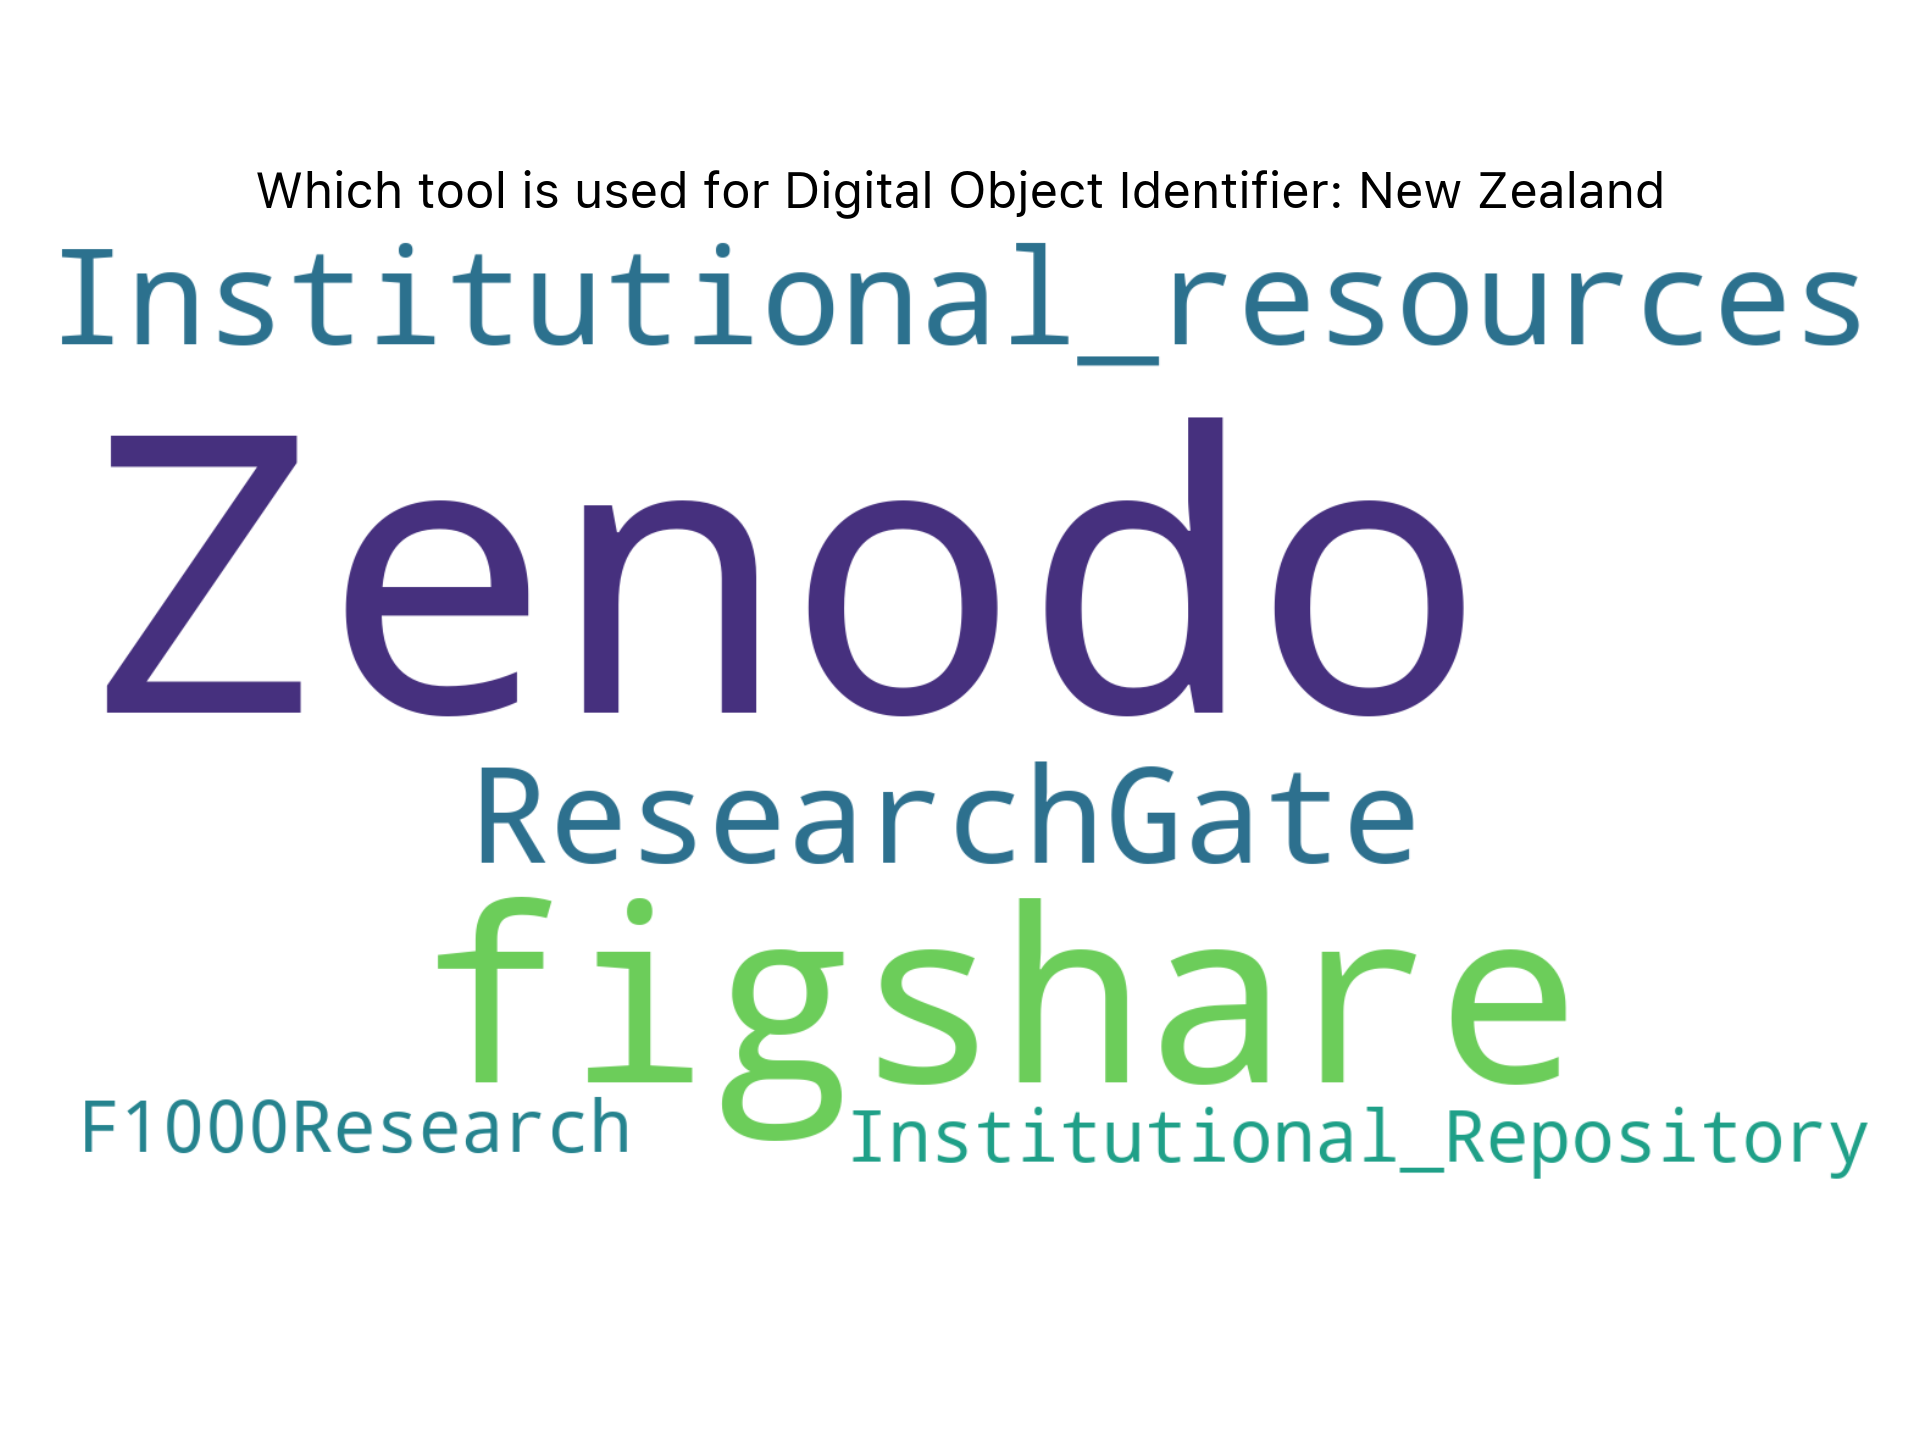 Which tool is used for Digital Object Identifier: New Zealand
Institutional_resources
Zenodo
ResearchGate
figshare
F1000Research
Institutional_Repository